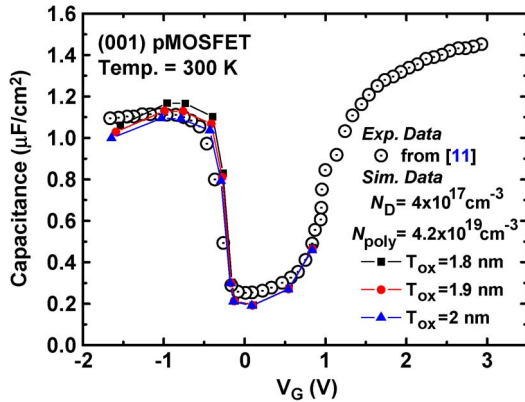 (001) pMOSFET
Temp. = 300 K
Exp. Data
from [11]
Sim. Data
N_D = 4x10^17cm^-3
N_poly = 4.2x10^19cm^-3
T_ox=1.8 nm
T_ox=1.9 nm
T_ox=2 nm
Capacitance (μF/cm2)
1.6
1.4
1.2
1.0
0.8
0.6
0.4
0.2
0.0
-2 -1 0 1 2 3
V_G (V)